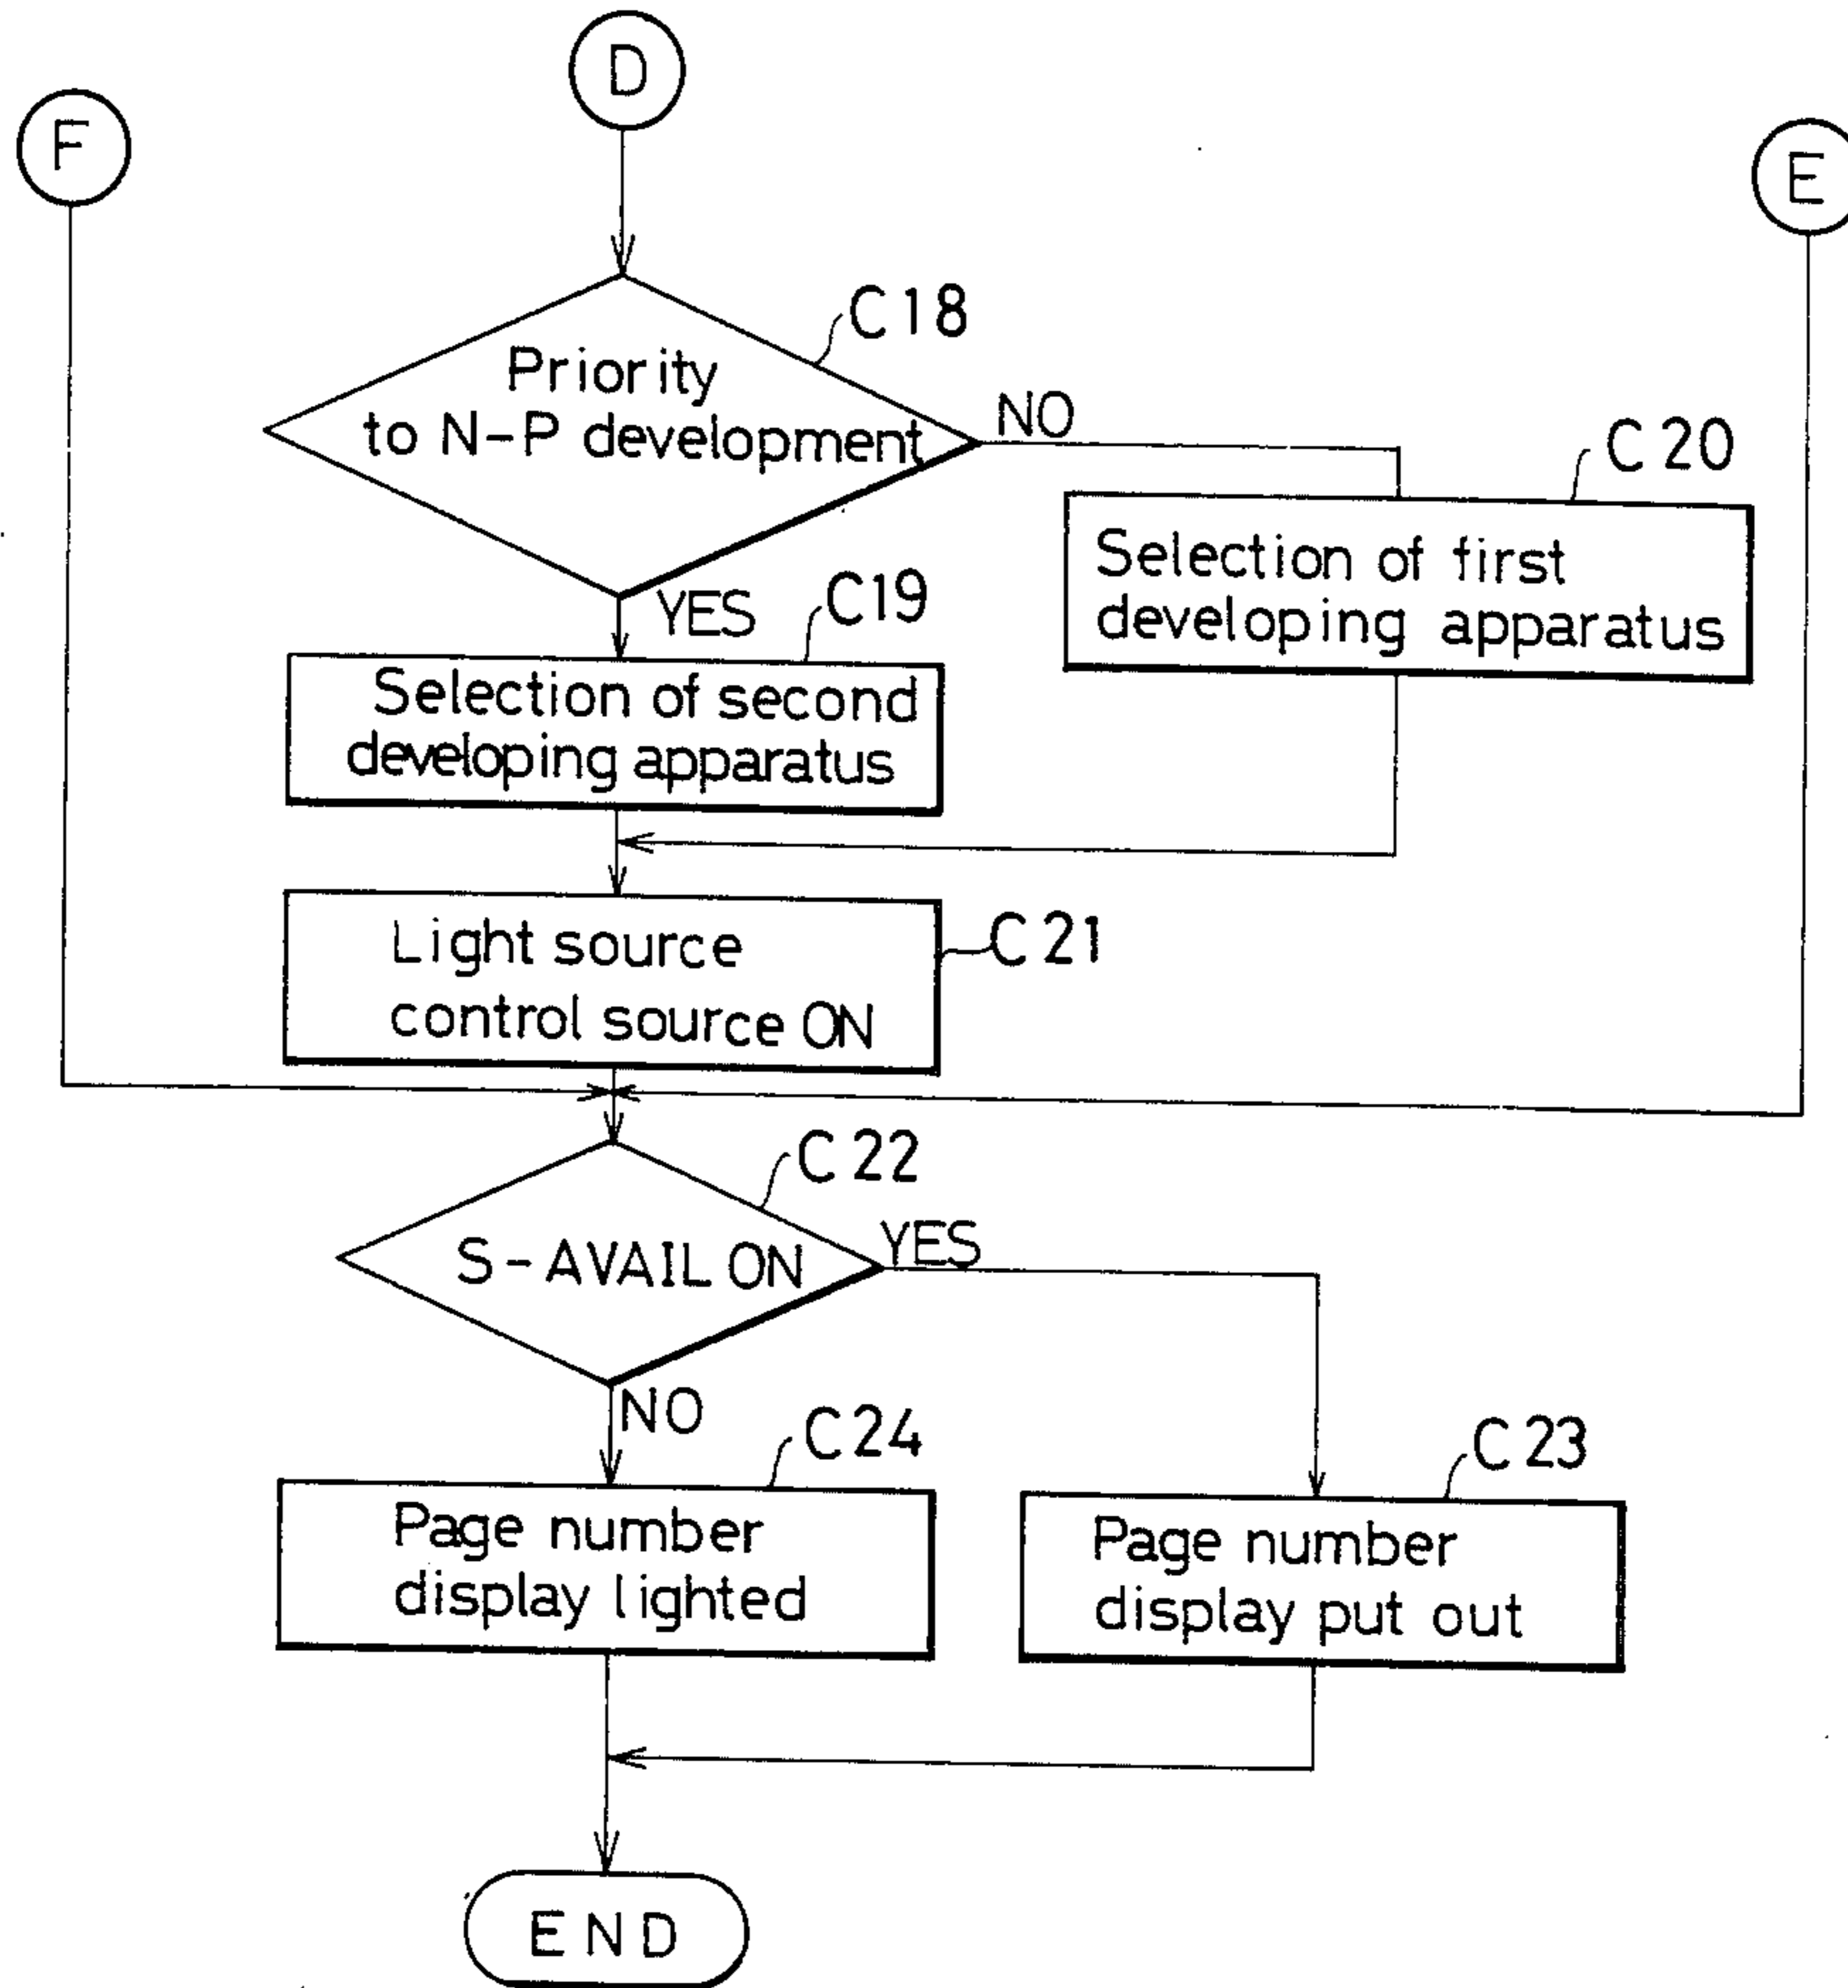 D
F
E
C18
Priority
to N-P development
NO
C20
Selection of first
developing apparatus
YES
C19
Selection of second
developing apparatus
Light source
control source ON
C21
C22
S-AVAIL ON
YES
NO
C24
C23
Page number
display lighted
Page number
display put out
END